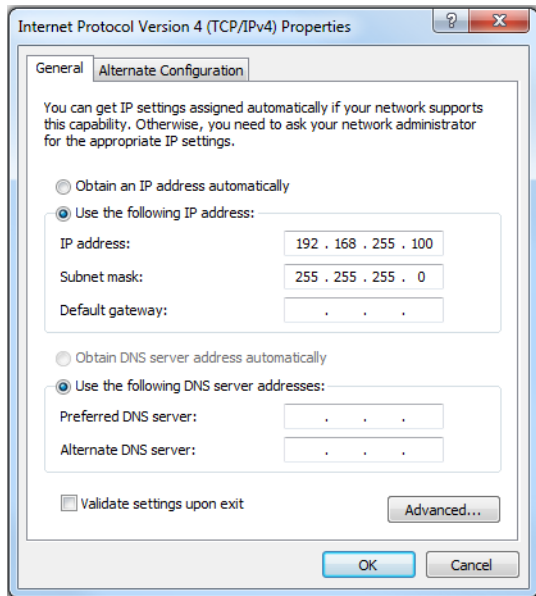 Internet Protocol Version 4 (TCP/IPv4) Properties
General
Alternate Configuration
You can get IP settings assigned automatically if your network supports
this capability. Otherwise, you need to ask your network administrator
for the appropriate IP settings.
Obtain an IP address automatically
Use the following IP address:
IP address: 192 . 168 . 255 . 100
Subnet mask: 255 . 255 . 255 . 0
Default gateway: . . .
Obtain DNS server address automatically
Use the following DNS server addresses:
Preferred DNS server: . . .
Alternate DNS server: . . .
Validate settings upon exit
Advanced...
OK
Cancel